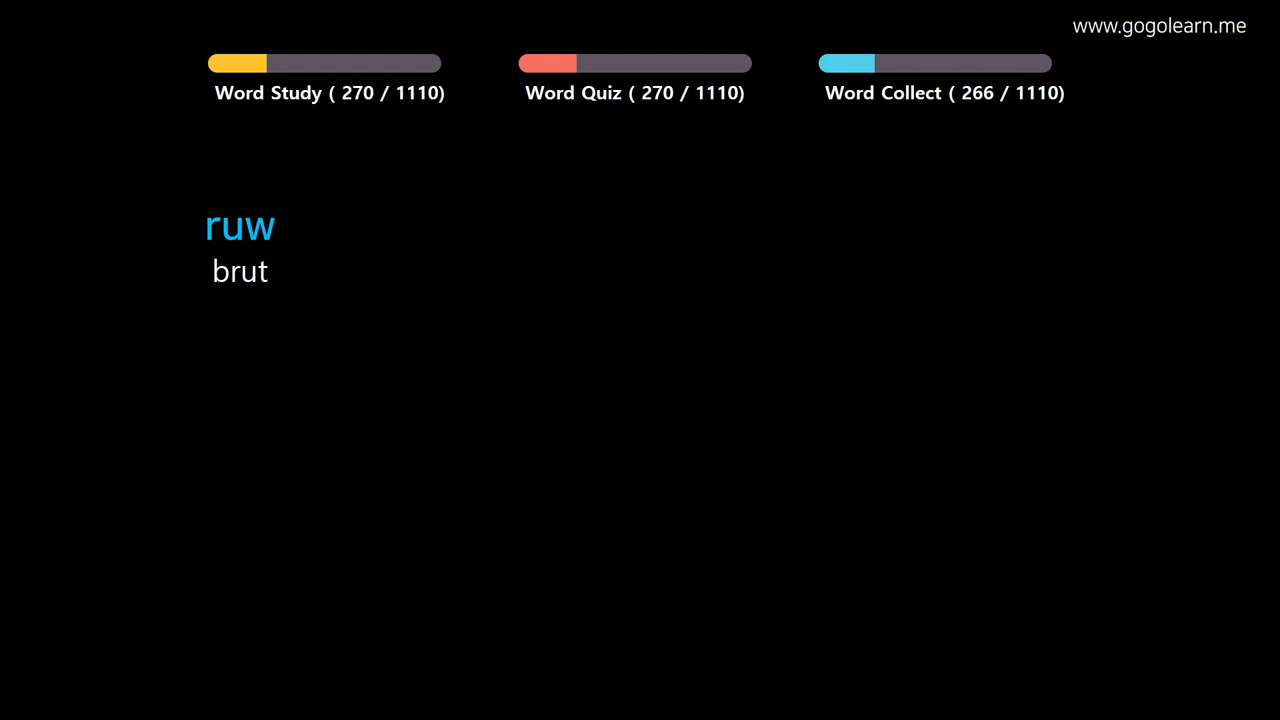 www.gogolearn.me
Word Study ( 270 / 1110)
Word Quiz ( 270 / 1110)
Word Collect ( 266 / 1110)
ruw
brut